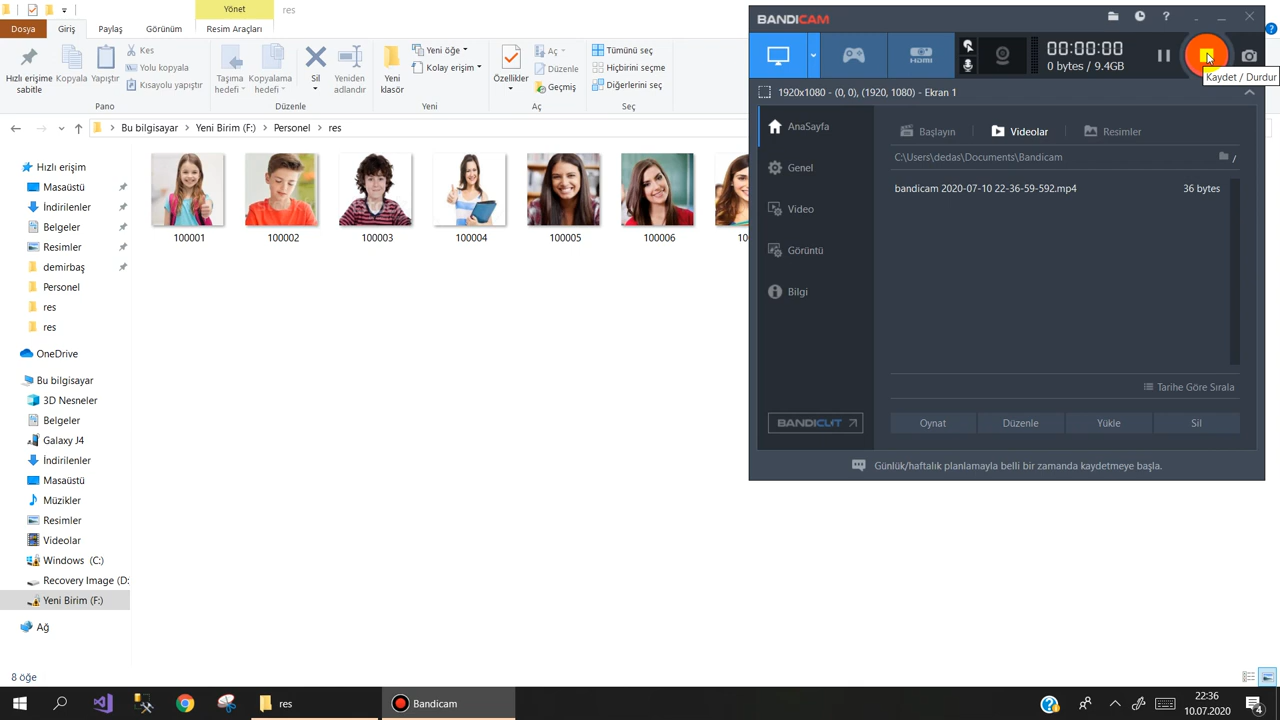 Yönet
res
Dosya
Giriş
Paylaş
Görünüm
Resim Araçları
Hızlı erişime sabitle
Kopyala
Yapıştır
Kes
Yolu kopyala
Kısayolu yapıştır
Pano
Taşıma hedefi
Kopyalama hedefi
Sil
Yeniden adlandır
Düzenle
Yeni klasör
Yeni öğe
Kolay erişim
Yeni
Özellikler
Aç
Düzenle
Geçmiş
Aç
Tümünü seç
Hiçbirini seçme
Diğerlerini seç
Seç
Bu bilgisayar > Yeni Birim (F:) > Personel > res
Hızlı erişim
Masaüstü
İndirilenler
Belgeler
Resimler
demirbaş
Personel
res
res
OneDrive
Bu bilgisayar
3D Nesneler
Belgeler
Galaxy J4
İndirilenler
Masaüstü
Müzikler
Resimler
Videolar
Windows (C:)
Recovery Image (D:
Yeni Birim (F:)
Ağ
100001
100002
100003
100004
100005
100006
10
8 öğe
BANDICAM
HDMI
00:00:00
0 bytes / 9.4GB
Kaydet / Durdur
1920x1080 - (0, 0), (1920, 1080) - Ekran 1
AnaSayfa
Genel
Video
Görüntü
Bilgi
BANDICUT
Başlayın
Videolar
Resimler
C:\Users\dedas\Documents\Bandicam
/
bandicam 2020-07-10 22-36-59-592.mp4
36 bytes
Tarihe Göre Sırala
Oynat
Düzenle
Yükle
Sil
Günlük/haftalık planlamayla belli bir zamanda kaydetmeye başla.
res
Bandicam
22:36
10.07.2020
4